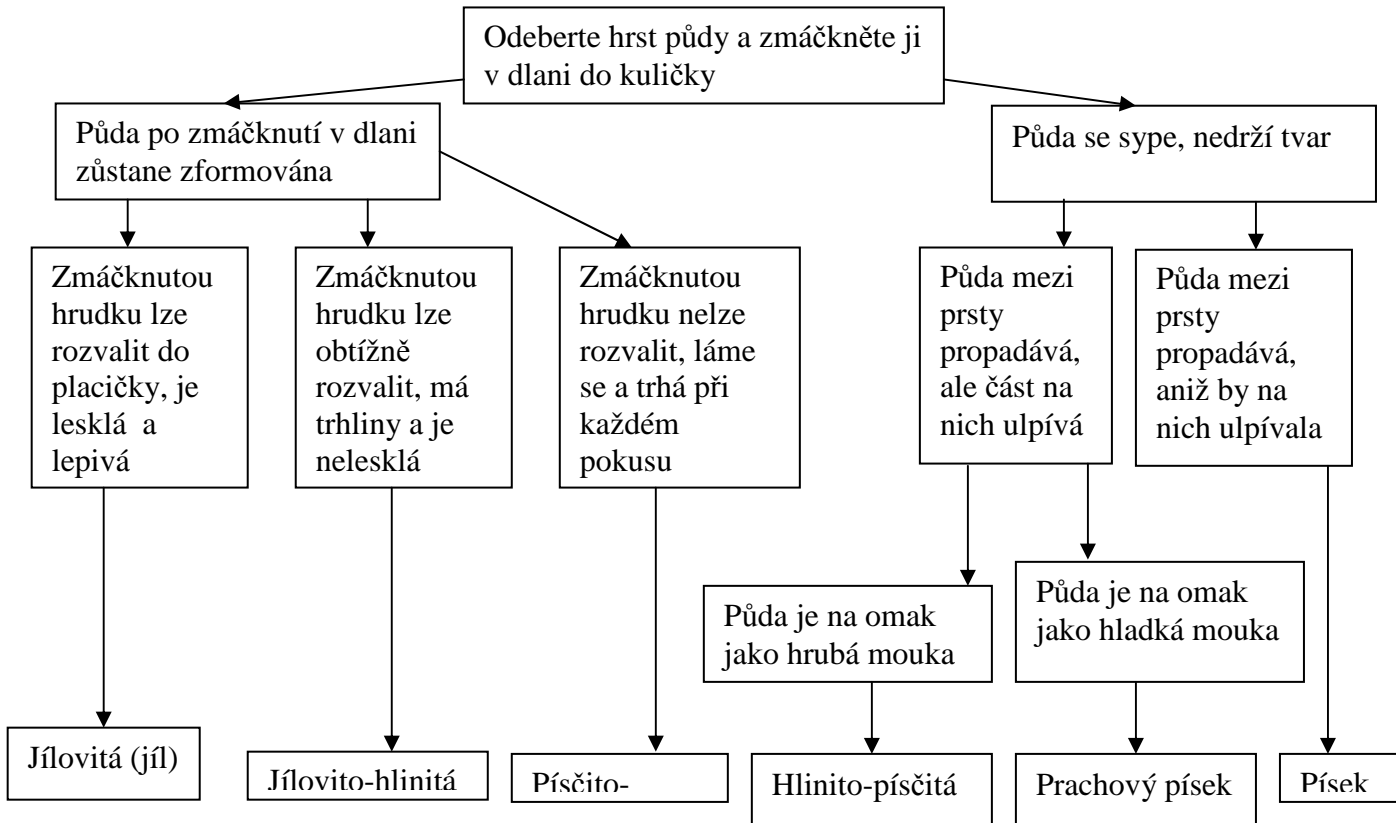 Odeberte hrst půdy a zmáčkněte ji
v dlani do kuličky
Půda po zmáčknutí v dlani
zůstane zformována
Půda se sype, nedrží tvar
Zmáčknutou
hrudku lze
rozvalit do
placičky, je
lesklá a
lepivá
Zmáčknutou
hrudku lze
obtížně
rozvalit, má
trhliny a je
nelesklá
Zmáčknutou
hrudku nelze
rozvalit, láme
se a trhá při
každém
pokusu
Půda mezi
prsty
propadává,
ale část na
nich ulpívá
Půda mezi
prsty
propadává,
aniž by na
nich ulpívala
Půda je na omak
jako hrubá mouka
Půda je na omak
jako hladká mouka
Jílovitá (jíl)
Jílovito-hlinitá
Písčito-
Hlinito-písčitá
Prachový písek
Písek